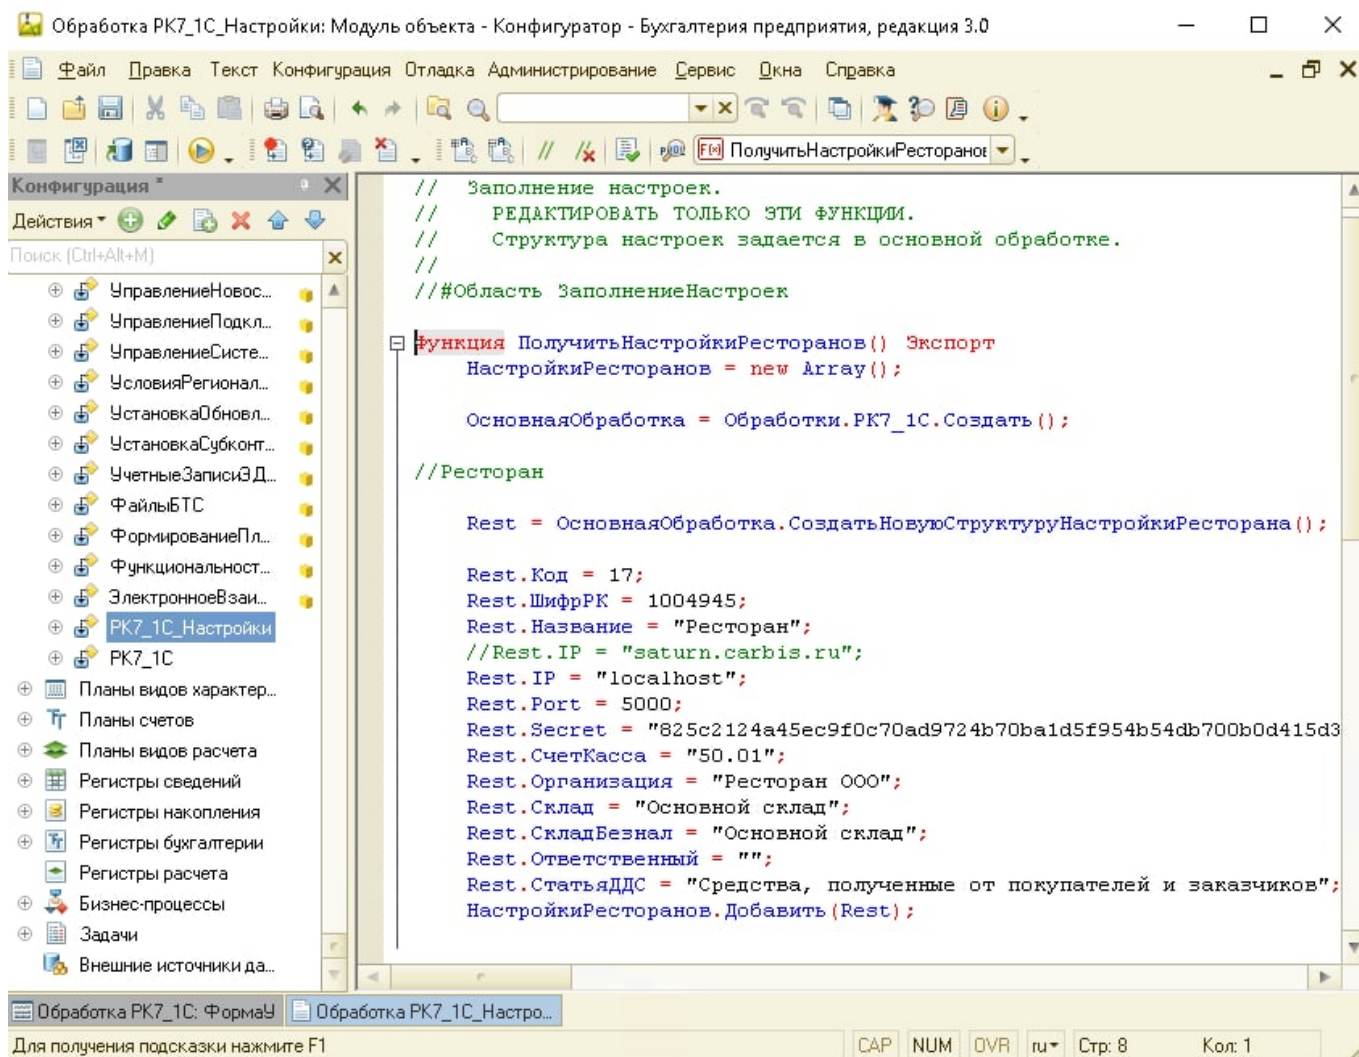 Обработка РК7_1С_Настройки: Модуль объекта - Конфигуратор - Бухгалтерия предприятия, редакция 3.0
Файл Правка Текст Конфигурация Отладка Администрирование Сервис Окна Справка
ПолучитьНастройкиРесторанов
Конфигурация *
Действия
Поиск (Ctrl+Alt+M)
УправлениеНовос...
УправлениеПодкл...
УправлениеСисте...
УсловияРегионал...
УстановкаОбновл...
УстановкаСубконт...
УчетныеЗаписиЭД...
ФайлыБТС
ФормированиеПл...
Функциональност...
ЭлектронноеВзаи...
РК7_1С_Настройки
РК7_1С
Планы видов характер...
Планы счетов
Планы видов расчета
Регистры сведений
Регистры накопления
Регистры бухгалтерии
Регистры расчета
Бизнес-процессы
Задачи
Внешние источники да...
// Заполнение настроек.
// РЕДАКТИРОВАТЬ ТОЛЬКО ЭТИ ФУНКЦИИ.
// Структура настроек задается в основной обработке.
//
//#Область ЗаполнениеНастроек
Функция ПолучитьНастройкиРесторанов() Экспорт
НастройкиРесторанов = new Array();
ОсновнаяОбработка = Обработки.РК7_1С.Создать();
//Ресторан
Rest = ОсновнаяОбработка.СоздатьНовуюСтруктуруНастройкиРесторана();
Rest.Код = 17;
Rest.ШифрРК = 1004945;
Rest.Название = "Ресторан";
//Rest.IP = "saturn.carbis.ru";
Rest.IP = "localhost";
Rest.Port = 5000;
Rest.Secret = "825c2124a45ec9f0c70ad9724b70ba1d5f954b54db700b0d415d3
Rest.СчетКасса = "50.01";
Rest.Организация = "Ресторан ООО";
Rest.Склад = "Основной склад";
Rest.СкладБезнал = "Основной склад";
Rest.Ответственный = "";
Rest.СтатьяДДС = "Средства, полученные от покупателей и заказчиков";
НастройкиРесторанов.Добавить(Rest);
Обработка РК7_1С: ФормаУ Обработка РК7_1С_Настро...
Для получения подсказки нажмите F1 CAP NUM OVR ru Стр: 8 Кол: 1